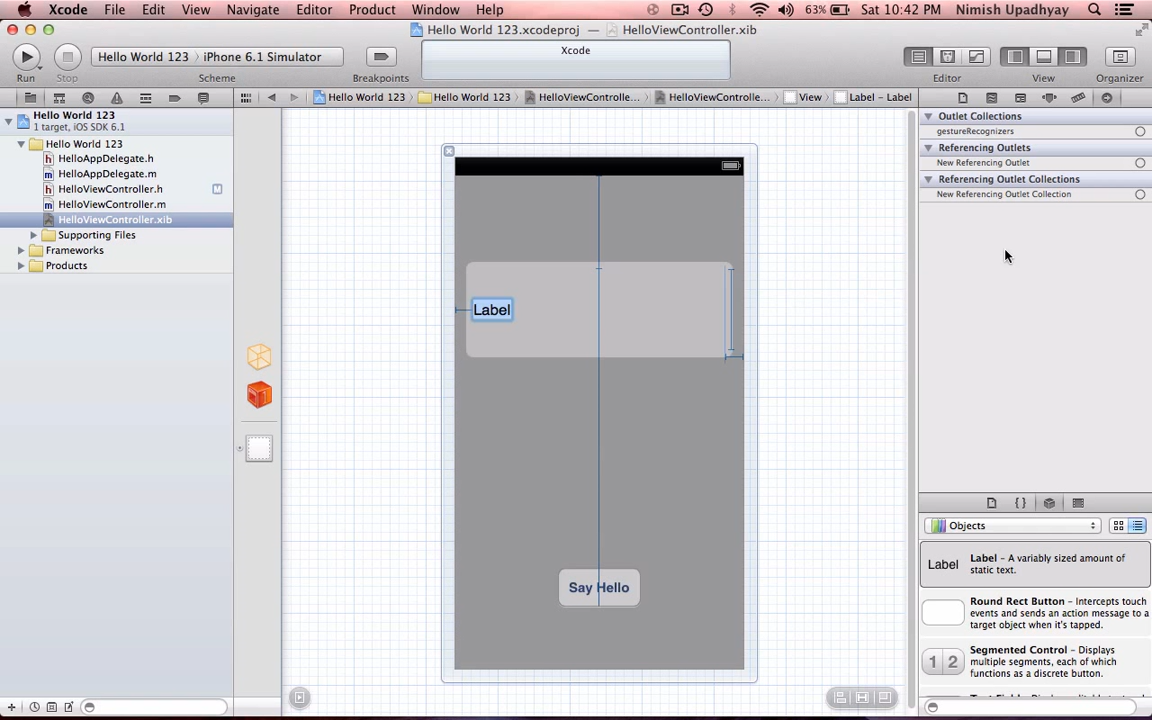 Xcode File Edit View Navigate Editor Product Window Help 63% Sat 10:42 PM Nimish Upadhyay
Hello World 123.xcodeproj — HelloViewController.xib
Hello World 123 iPhone 6.1 Simulator
Xcode
Run Stop Scheme Breakpoints Editor View Organizer
Hello World 123 Hello World 123 HelloViewControlle... HelloViewControlle... View Label – Label
Hello World 123
1 target, iOS SDK 6.1
Hello World 123
HelloAppDelegate.h
HelloAppDelegate.m
HelloViewController.h M
HelloViewController.m
HelloViewController.xib
Supporting Files
Frameworks
Products
Label
Say Hello
Outlet Collections
gestureRecognizers
Referencing Outlets
New Referencing Outlet
Referencing Outlet Collections
New Referencing Outlet Collection
{ }
Objects
Label
Label – A variably sized amount of
static text.
Round Rect Button – Intercepts touch
events and sends an action message to a
target object when it's tapped.
1 2
Segmented Control – Displays
multiple segments, each of which
functions as a discrete button.